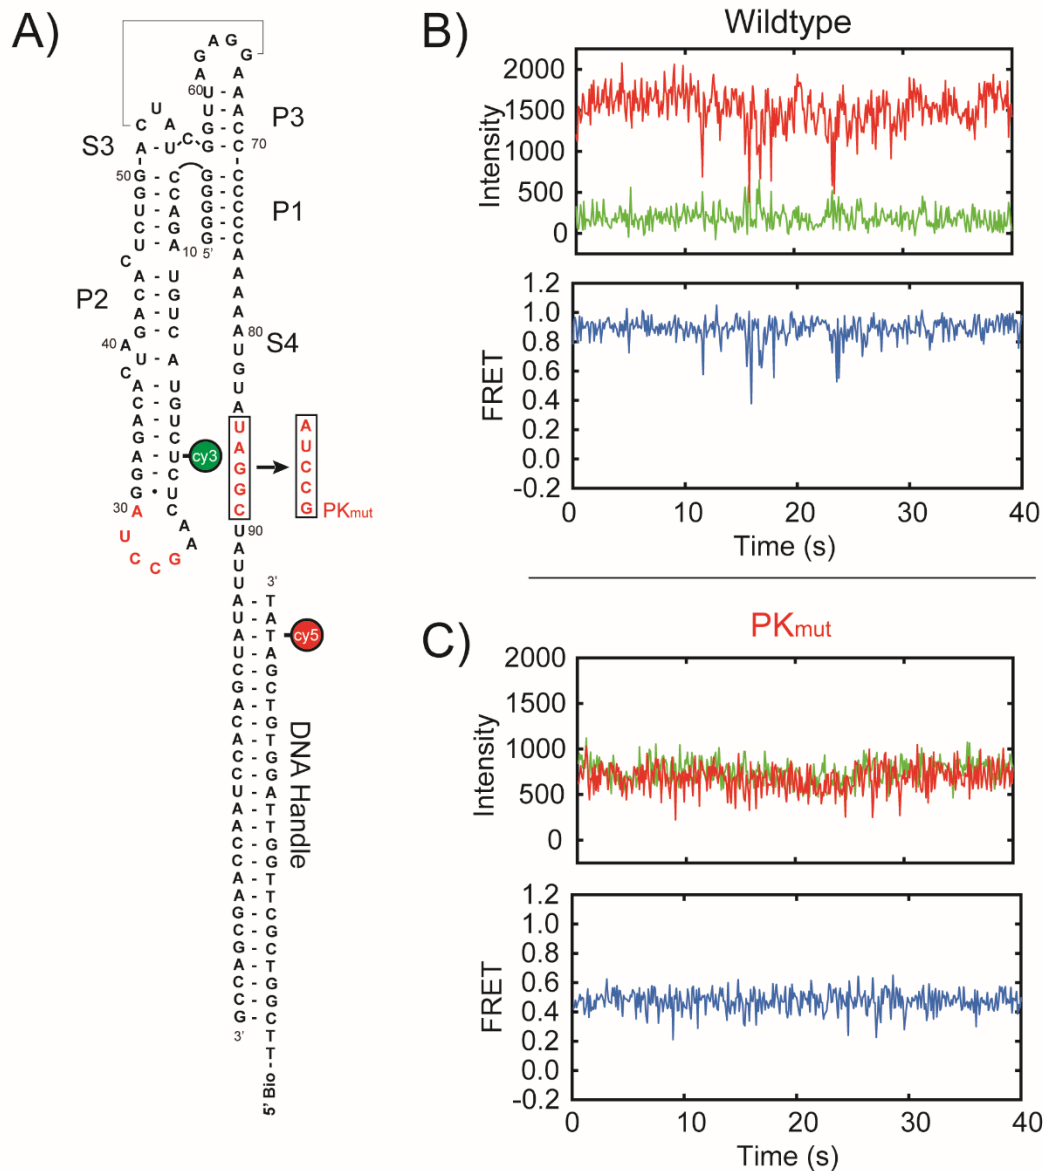 A)
G A G G
A
60
U
U
G
G
A
A
A
C
C
P3
70
U
A
C
U
C
C
A
S3
50
G
G
U
C
U
C
A
C
A
G
A
U
A
40
C
A
C
A
G
A
G
G
30
A
U
C
C
G
A
A
P2
C
C
A
G
A
10
U
G
U
C
A
U
G
U
C
U
C
U
C
G
G
G
G
G
5'
P1
C
C
C
C
A
A
A
A
80
S4
U
G
U
A
U
A
G
G
C
A
U
C
C
G
PKmut
cy3
U
90
A
U
U
A
U
A
U
C
G
A
C
A
C
C
U
A
A
C
C
A
A
G
C
G
A
C
C
G
3'
3'
T
A
T
A
G
C
T
G
T
G
G
A
T
T
G
G
T
T
C
G
C
T
G
G
C
T
T
5' Bio
cy5
DNA Handle
B)
Wildtype
Intensity
2000
1500
1000
500
0
FRET
1.2
1.0
0.8
0.6
0.4
0.2
0.0
-0.2
0 10 20 30 40
Time (s)
C)
PKmut
Intensity
2000
1500
1000
500
0
FRET
1.2
1.0
0.8
0.6
0.4
0.2
0.0
-0.2
0 10 20 30 40
Time (s)